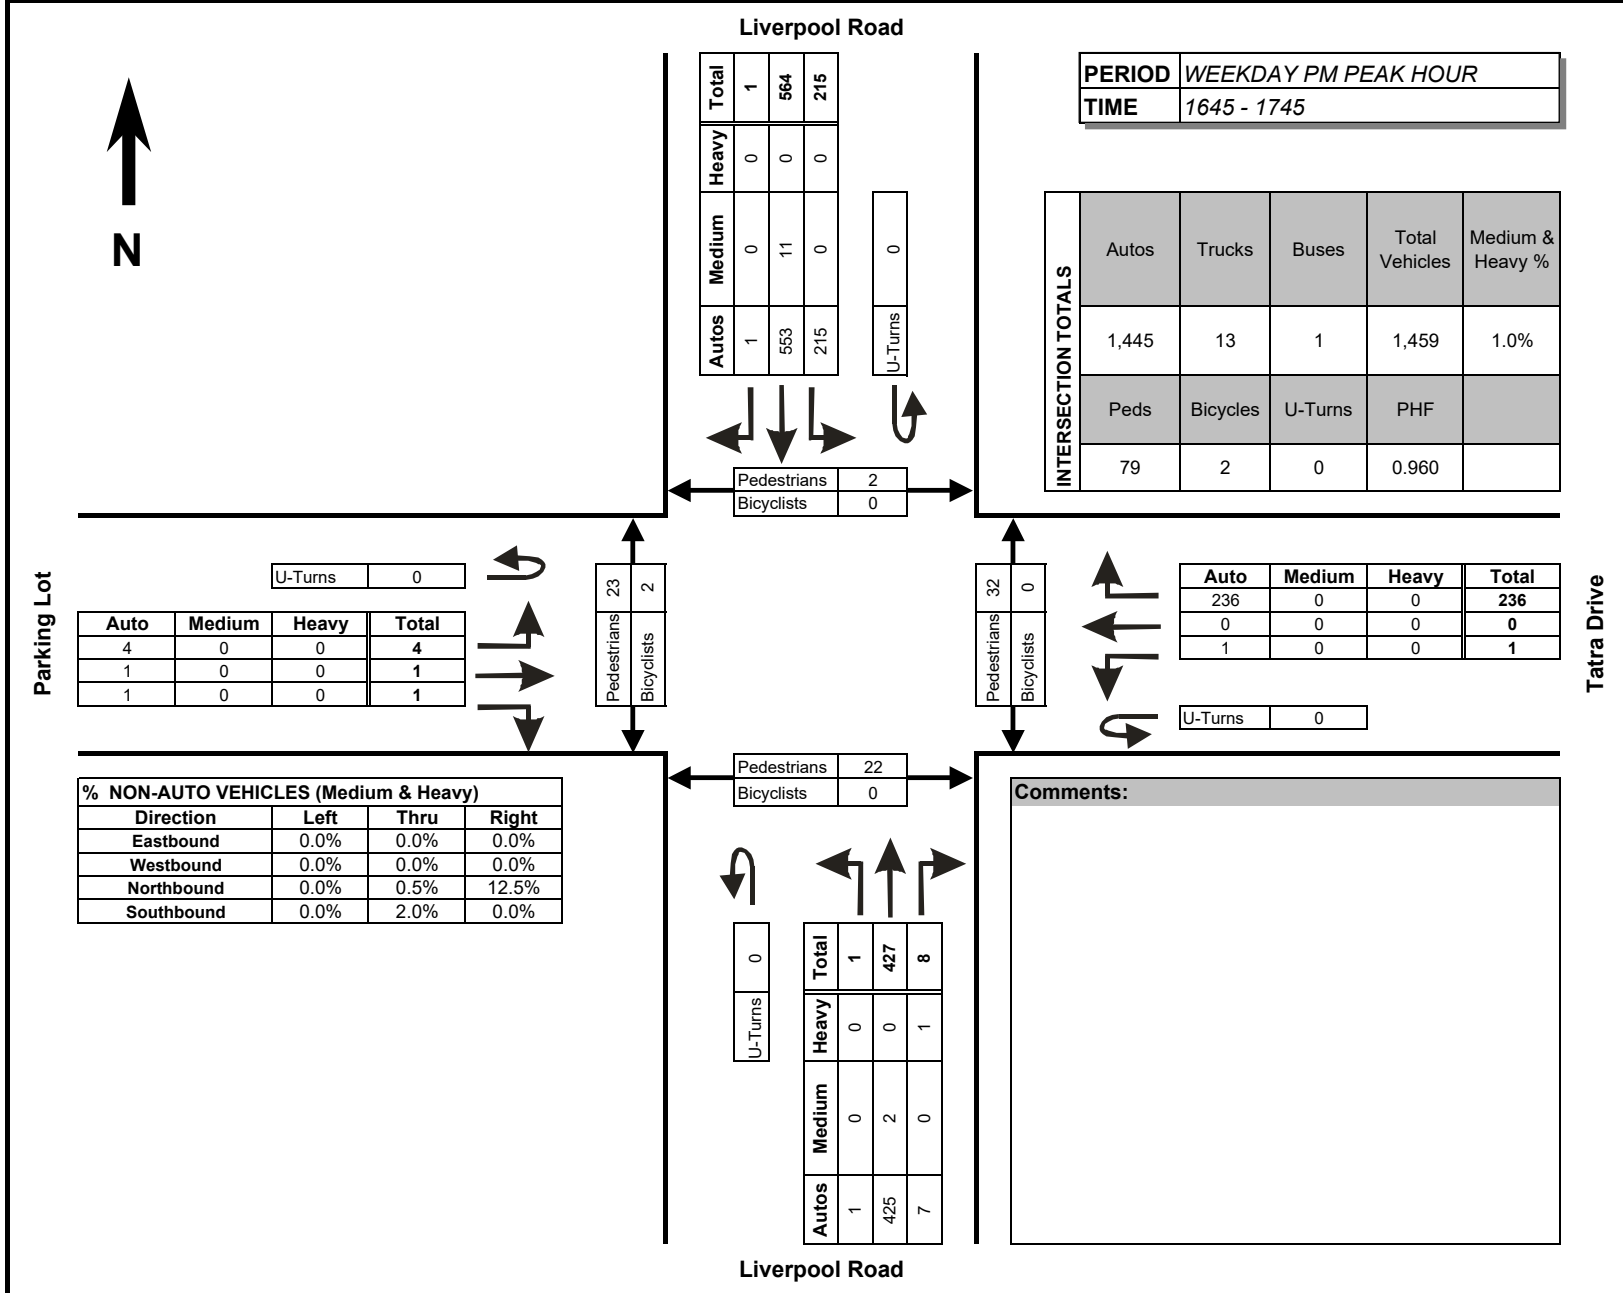 Liverpool Road
PERIOD WEEKDAY PM PEAK HOUR
TIME 1645 - 1745
Total 1 564 215
Heavy 0 0 0
Medium 0 11 0
Autos 1 553 215
U-Turns 0
N
INTERSECTION TOTALS
Autos Trucks Buses Total Vehicles Medium & Heavy %
1,445 13 1 1,459 1.0%
Peds Bicycles U-Turns PHF
79 2 0 0.960
Pedestrians 2
Bicyclists 0
Parking Lot
U-Turns 0
Auto Medium Heavy Total
4 0 0 4
1 0 0 1
1 0 0 1
Pedestrians 23
Bicyclists 2
Pedestrians 32
Bicyclists 0
Auto Medium Heavy Total
236 0 0 236
0 0 0 0
1 0 0 1
U-Turns 0
Tatra Drive
% NON-AUTO VEHICLES (Medium & Heavy)
Direction Left Thru Right
Eastbound 0.0% 0.0% 0.0%
Westbound 0.0% 0.0% 0.0%
Northbound 0.0% 0.5% 12.5%
Southbound 0.0% 2.0% 0.0%
Pedestrians 22
Bicyclists 0
Comments:
U-Turns 0
Total 1 427 8
Heavy 0 0 1
Medium 0 2 0
Autos 1 425 7
Liverpool Road